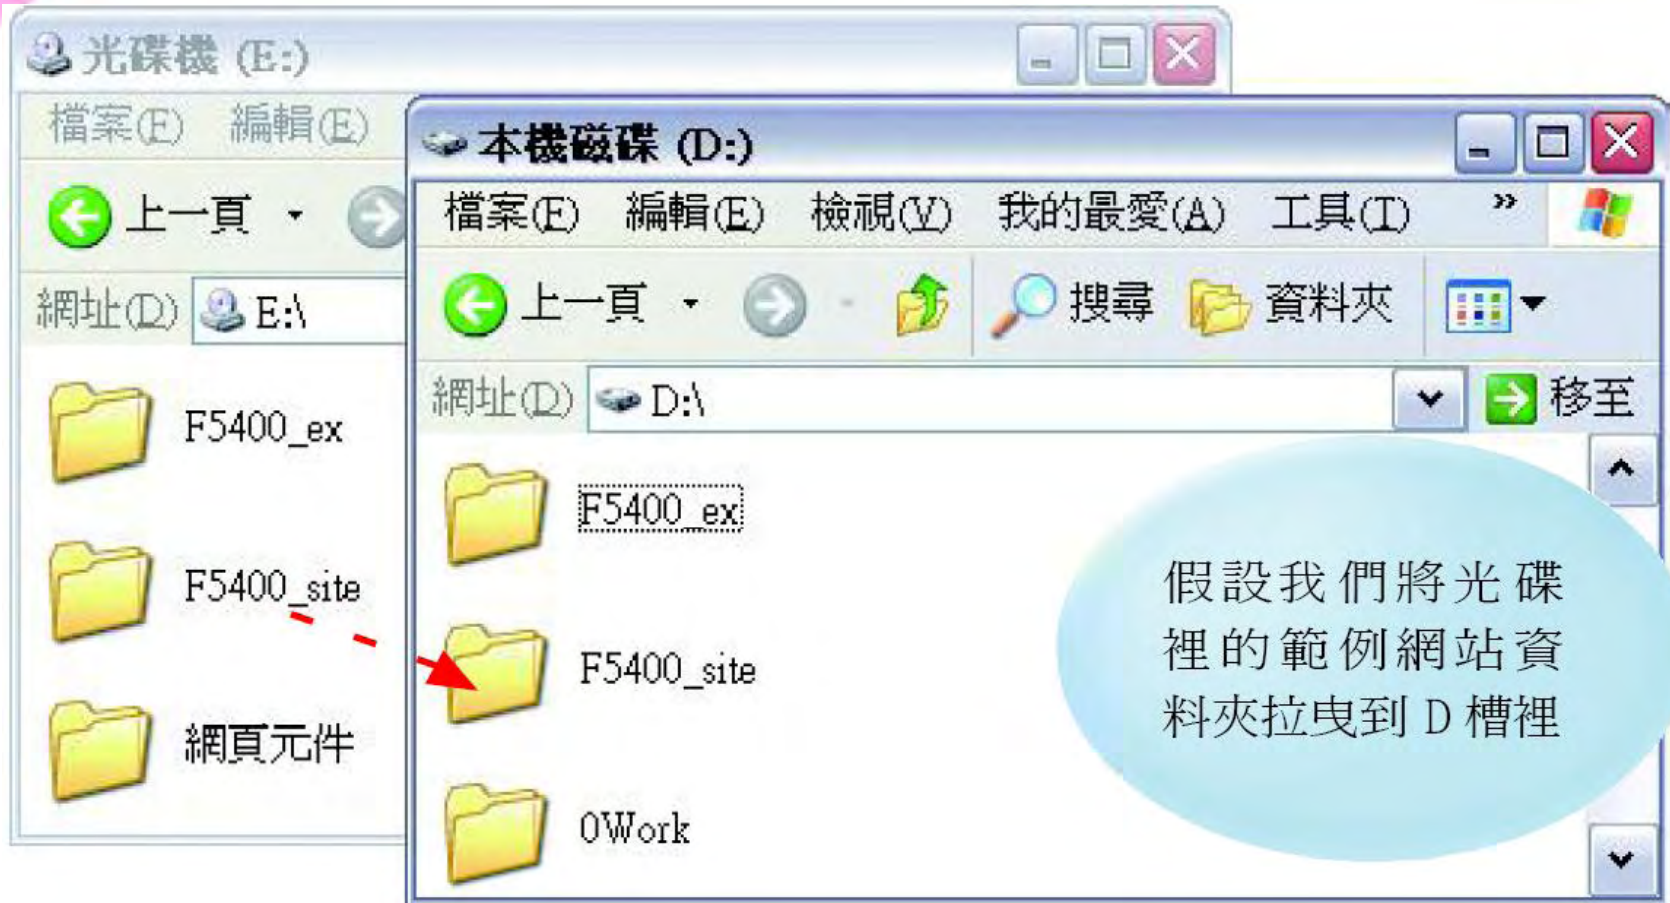 光碟機 (E:)
檔案(F) 編輯(E)
上一頁
網址(D) E:\
F5400_ex
F5400_site
網頁元件
本機磁碟 (D:)
檔案(F) 編輯(E) 檢視(V) 我的最愛(A) 工具(T) »
上一頁 搜尋 資料夾
網址(D) D:\ 移至
F5400_ex
F5400_site
0Work
假設我們將光碟
裡的範例網站資
料夾拉曳到 D 槽裡